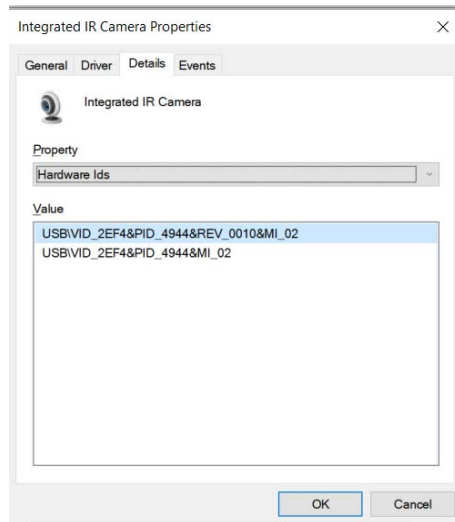 Integrated IR Camera Properties
General Driver Details Events
Integrated IR Camera
Property
Hardware Ids
Value
USB\VID_2EF4&PID_4944&REV_0010&MI_02
USB\VID_2EF4&PID_4944&MI_02
OK Cancel